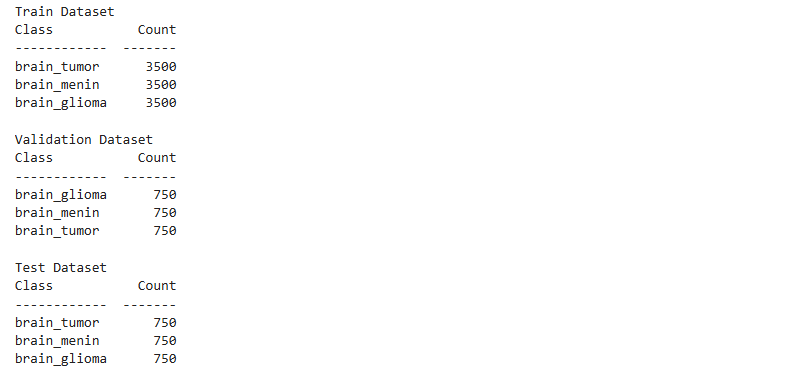 Train Dataset
Class Count
------------ -------
brain_tumor 3500
brain_menin 3500
brain_glioma 3500
Validation Dataset
Class Count
------------ -------
brain_glioma 750
brain_menin 750
brain_tumor 750
Test Dataset
Class Count
------------ -------
brain_tumor 750
brain_menin 750
brain_glioma 750